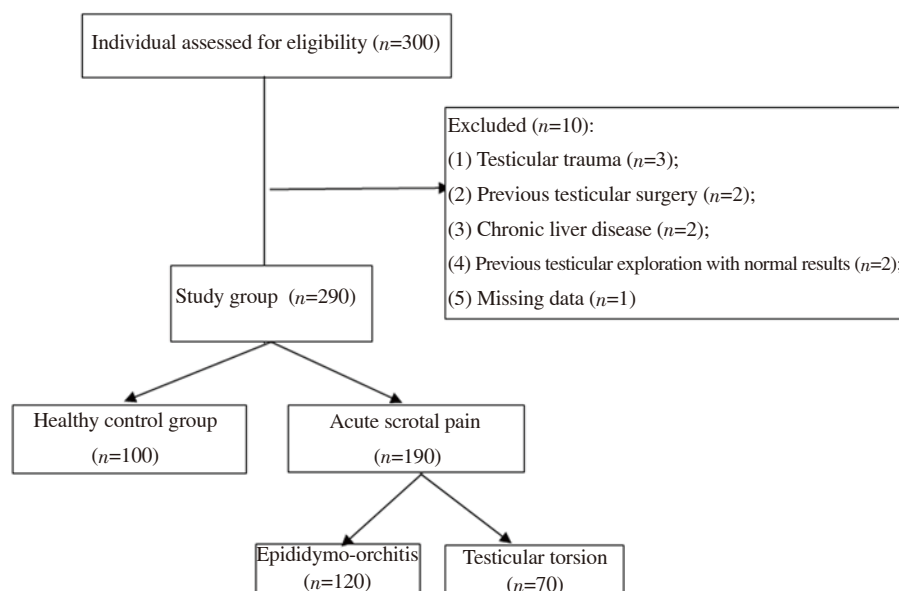 Individual assessed for eligibility (n=300)
Excluded (n=10):
(1) Testicular trauma (n=3);
(2) Previous testicular surgery (n=2);
(3) Chronic liver disease (n=2);
(4) Previous testicular exploration with normal results (n=2);
(5) Missing data (n=1)
Study group (n=290)
Healthy control group
(n=100)
Acute scrotal pain
(n=190)
Epididymo-orchitis
(n=120)
Testicular torsion
(n=70)